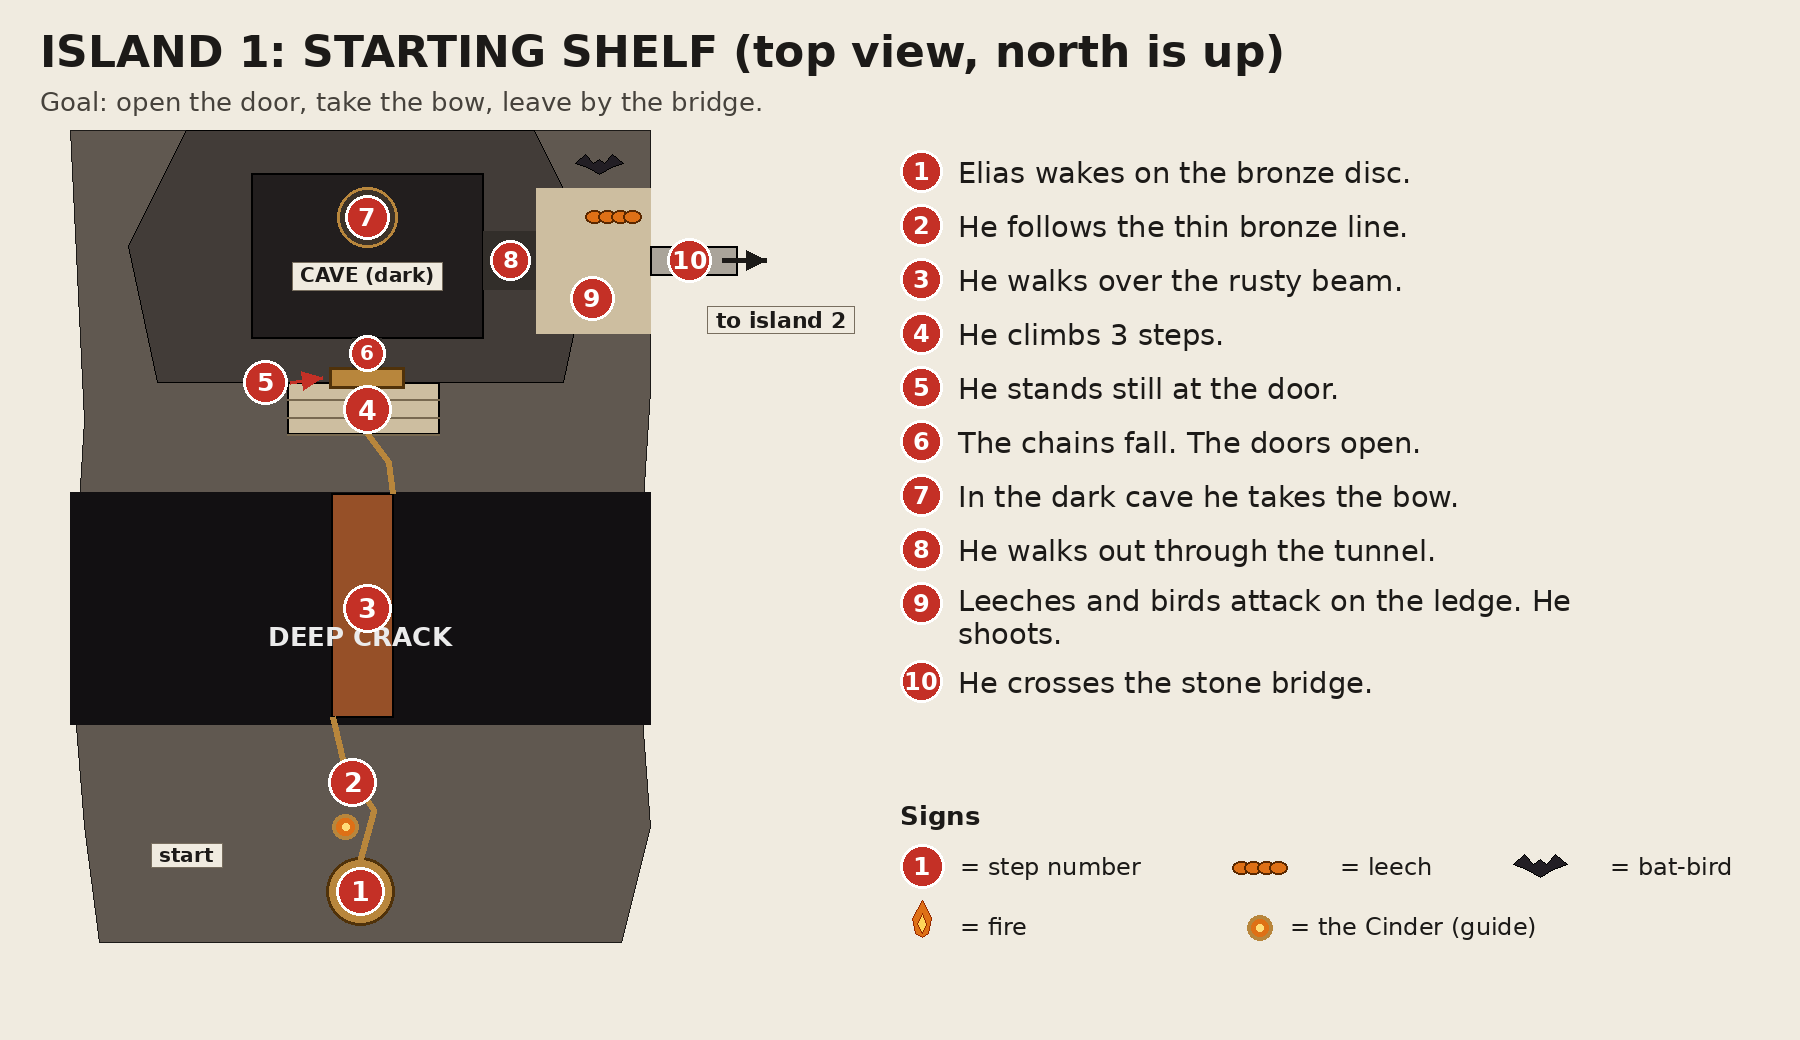 ISLAND 1: STARTING SHELF (top view, north is up)
Goal: open the door, take the bow, leave by the bridge.
7
CAVE (dark)
8
9
10
to island 2
6
5
4
3
DEEP CRACK
2
start
1
1 Elias wakes on the bronze disc.
2 He follows the thin bronze line.
3 He walks over the rusty beam.
4 He climbs 3 steps.
5 He stands still at the door.
6 The chains fall. The doors open.
7 In the dark cave he takes the bow.
8 He walks out through the tunnel.
9 Leeches and birds attack on the ledge. He
shoots.
10 He crosses the stone bridge.
Signs
1 = step number = leech = bat-bird
= fire = the Cinder (guide)